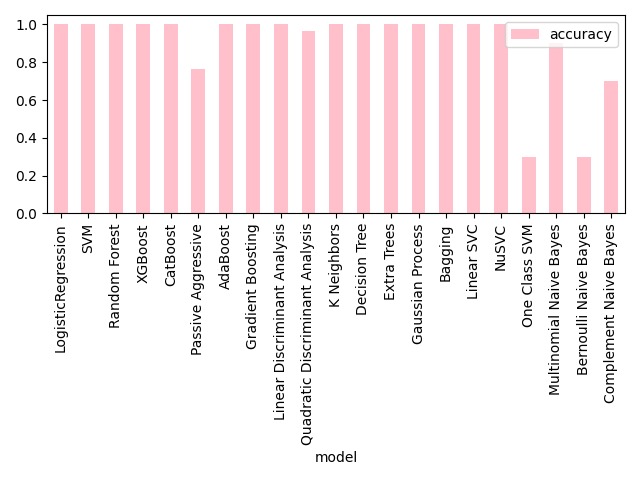 1.0
0.8
0.6
0.4
0.2
0.0
accuracy
LogisticRegression
SVM
Random Forest
XGBoost
CatBoost
Passive Aggressive
AdaBoost
Gradient Boosting
Linear Discriminant Analysis
Quadratic Discriminant Analysis
K Neighbors
Decision Tree
Extra Trees
Gaussian Process
Bagging
Linear SVC
NuSVC
One Class SVM
Multinomial Naive Bayes
Bernoulli Naive Bayes
Complement Naive Bayes
model